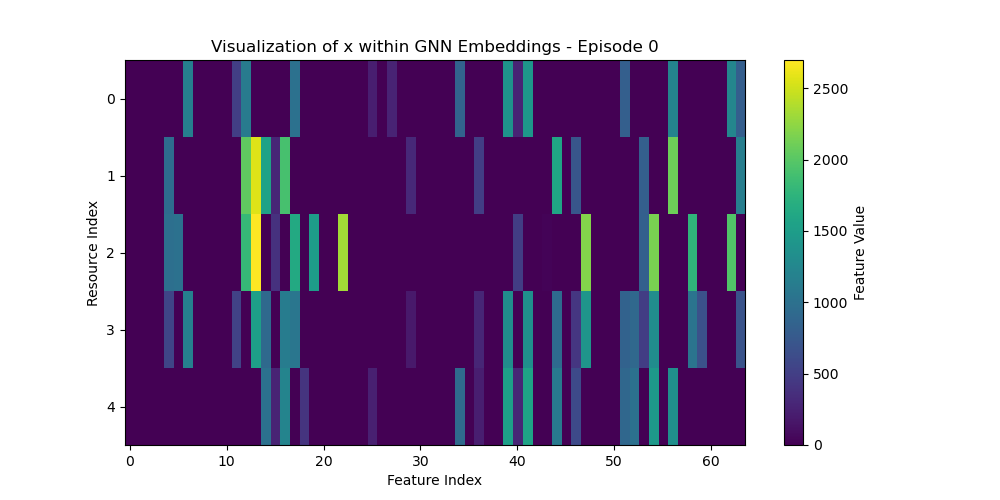 Visualization of x within GNN Embeddings - Episode 0
Resource Index
0
1
2
3
4
0 10 20 30 40 50 60
Feature Index
2500
2000
1500
1000
500
0
Feature Value